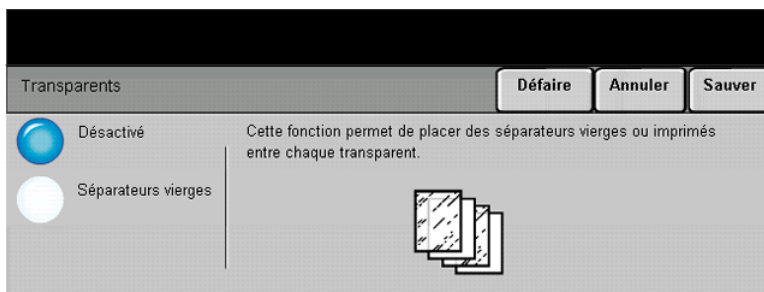 Transparents
Défaire
Annuler
Sauver
Désactivé
Cette fonction permet de placer des séparateurs vierges ou imprimés
entre chaque transparent.
Séparateurs vierges